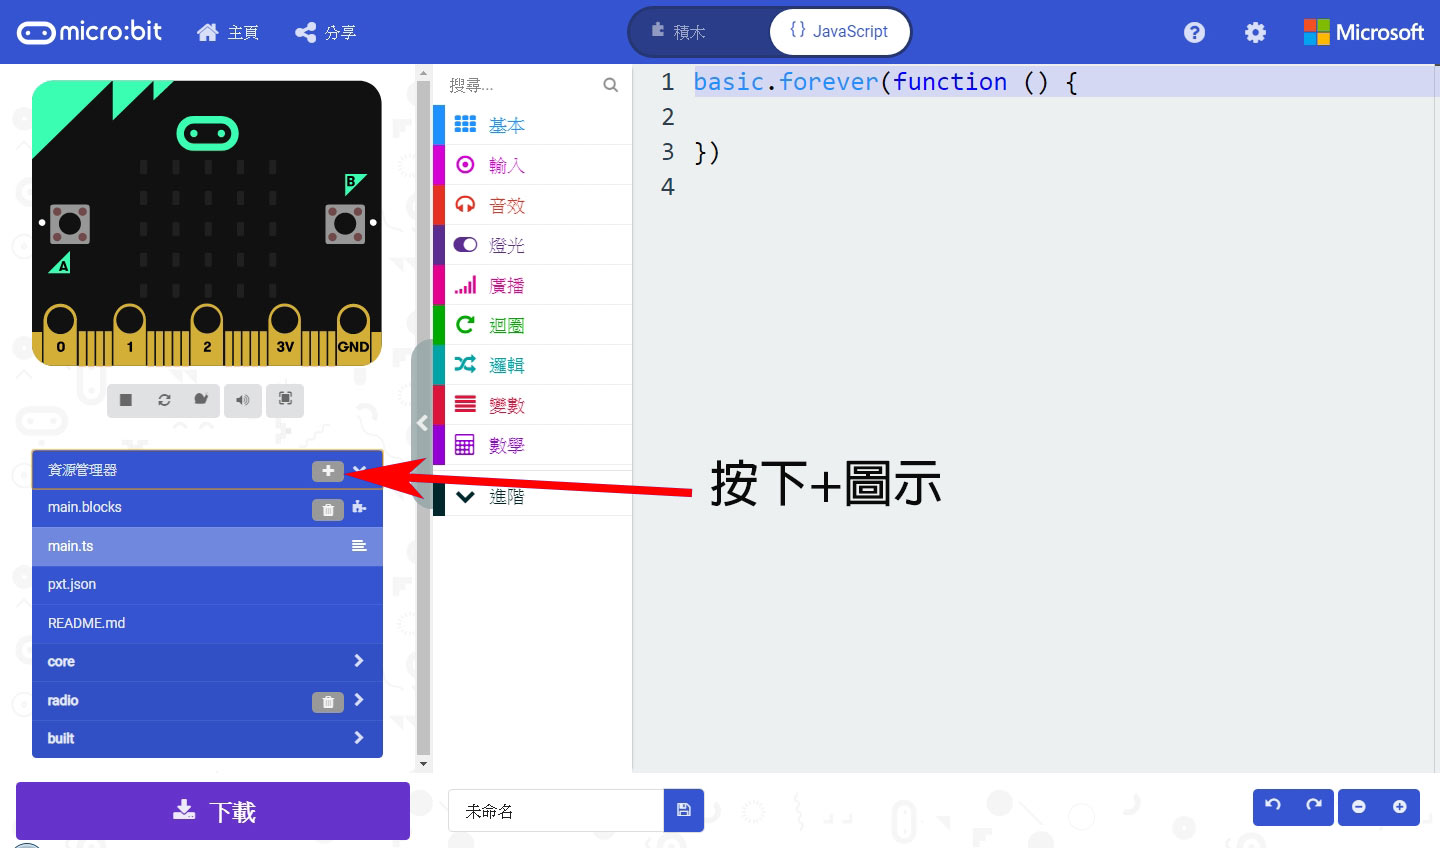 micro:bit
主頁
分享
積木
{} JavaScript
?
Microsoft
B
A
0
1
2
3V
GND
資源管理器
main.blocks
main.ts
pxt.json
README.md
core
radio
built
下載
搜尋...
基本
輸入
音效
燈光
廣播
迴圈
邏輯
變數
數學
進階
1 basic.forever(function () {
2
3 })
4
按下+圖示
未命名